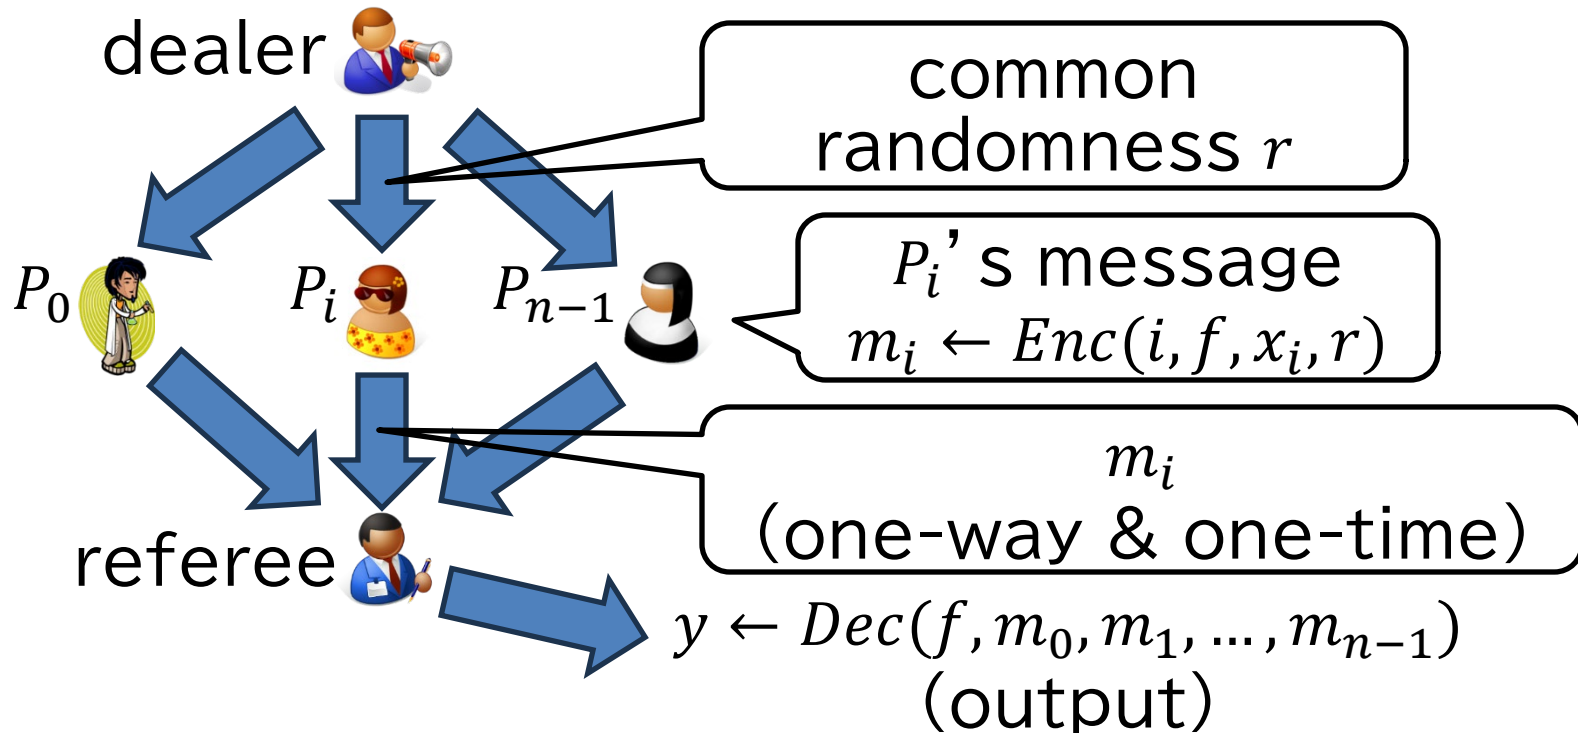 dealer
common
randomness r
P₀
Pᵢ
Pₙ₋₁
Pᵢ's message
mᵢ ← Enc(i, f, xᵢ, r)
mᵢ
(one-way & one-time)
referee
y ← Dec(f, m₀, m₁, …, mₙ₋₁)
(output)